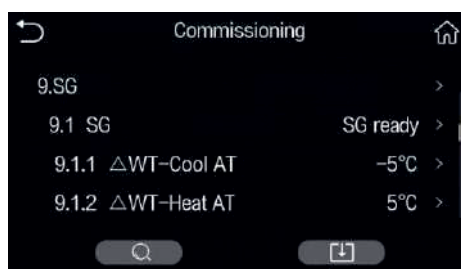 Commissioning
9.SG
9.1 SG SG ready
9.1.1 △WT-Cool AT -5°C
9.1.2 △WT-Heat AT 5°C